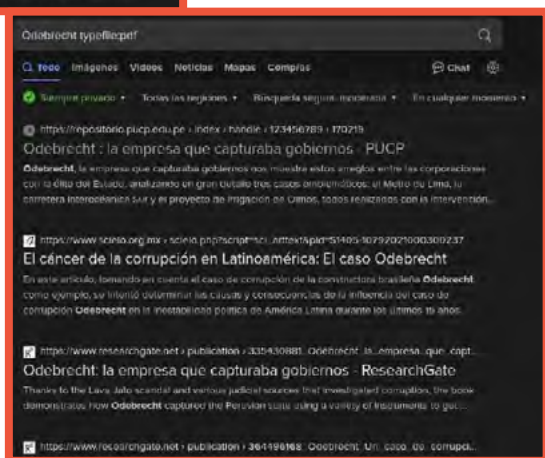 Odebrecht typefile:pdf
Todo Imágenes Videos Noticias Mapas Compras Chat
Siempre privado Todas las regiones Búsqueda segura: moderada En cualquier momento
https://repositorio.pucp.edu.pe › index › handle › 123456789 › 170219
Odebrecht : la empresa que capturaba gobiernos - PUCP
Odebrecht, la empresa que capturaba gobiernos nos muestra estos arreglos entre las corporaciones
con la élite del Estado, analizando en gran detalle tres casos emblemáticos: el Metro de Lima, la
carretera Interoceánica Sur y el proyecto de irrigación en Olmos, todos realizados con la intervención...
https://www.scielo.org.mx › scielo.php?script=sci_arttext&pid=S1405-10792021000300237
El cáncer de la corrupción en Latinoamérica: El caso Odebrecht
En este artículo, tomando en cuenta el caso de corrupción de la constructora brasileña Odebrecht
como ejemplo, se intentó determinar las causas y consecuencias de la influencia del caso de
corrupción Odebrecht en la inestabilidad política de América Latina durante los últimos 15 años.
https://www.researchgate.net › publication › 335430881_Odebrecht_la_empresa_que_capt...
Odebrecht: la empresa que capturaba gobiernos - ResearchGate
Thanks to the Lava Jato scandal and various judicial sources that investigated corruption, the book
demonstrates how Odebrecht captured the Peruvian state using a variety of instruments to get...
https://www.researchgate.net › publication › 364496168_Odebrecht_Un_caso_de_corrupci...